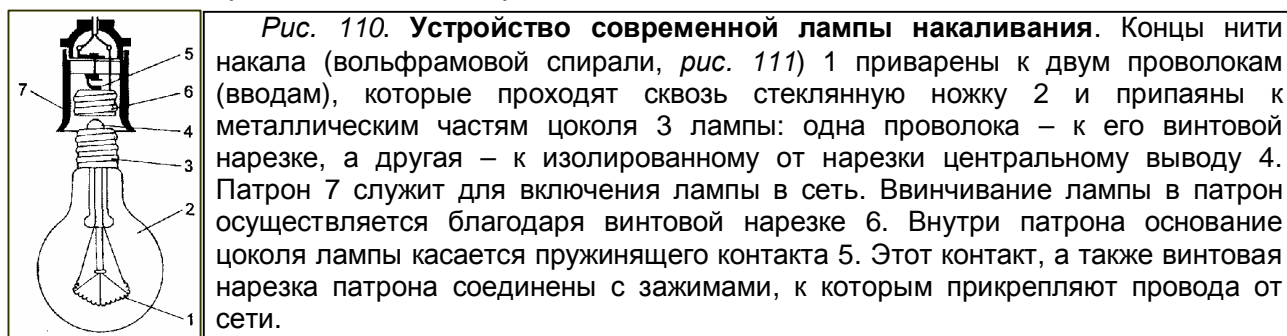 Рис. 110. Устройство современной лампы накаливания. Концы нити
накала (вольфрамовой спирали, рис. 111) 1 приварены к двум проволокам
(вводам), которые проходят сквозь стеклянную ножку 2 и припаяны к
металлическим частям цоколя 3 лампы: одна проволока – к его винтовой
нарезке, а другая – к изолированному от нарезки центральному выводу 4.
Патрон 7 служит для включения лампы в сеть. Ввинчивание лампы в патрон
осуществляется благодаря винтовой нарезке 6. Внутри патрона основание
цоколя лампы касается пружинящего контакта 5. Этот контакт, а также винтовая
нарезка патрона соединены с зажимами, к которым прикрепляют провода от
сети.
5
7
6
4
3
2
1